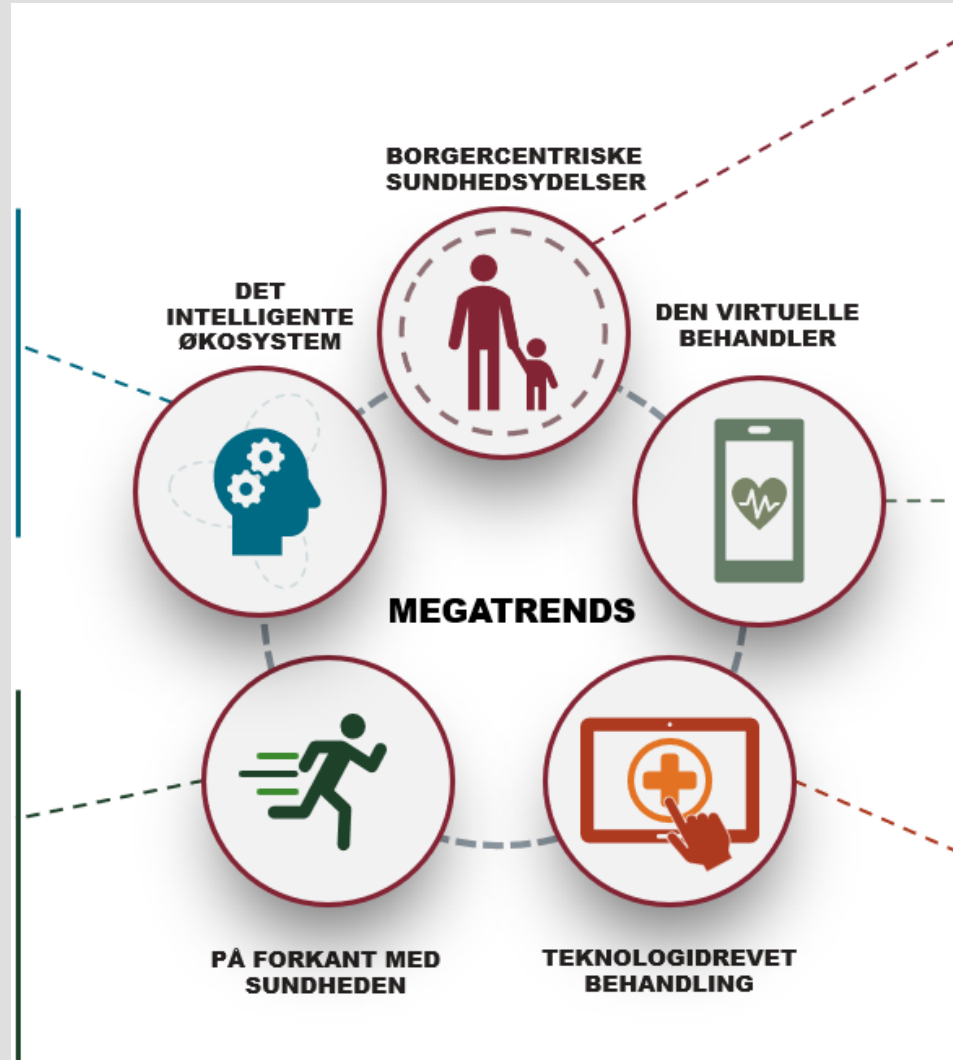 BORGERCENTRISKE
SUNDHEDSYDELSER
DET
INTELLIGENTE
ØKOSYSTEM
DEN VIRTUELLE
BEHANDLER
MEGATRENDS
PÅ FORKANT MED
SUNDHEDEN
TEKNOLOGIDREVET
BEHANDLING